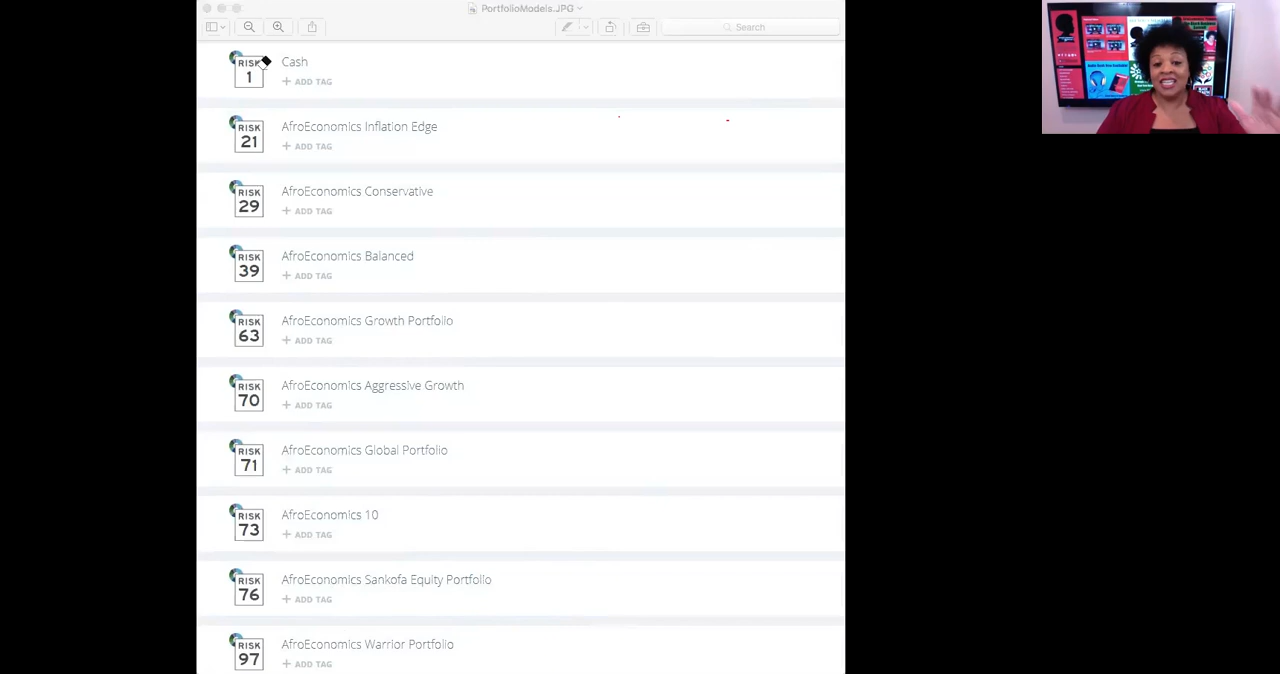 PortfolioModels.JPG
Search
RISK
1
Cash
+ ADD TAG
RISK
21
AfroEconomics Inflation Edge
+ ADD TAG
RISK
29
AfroEconomics Conservative
+ ADD TAG
RISK
39
AfroEconomics Balanced
+ ADD TAG
RISK
63
AfroEconomics Growth Portfolio
+ ADD TAG
RISK
70
AfroEconomics Aggressive Growth
+ ADD TAG
RISK
71
AfroEconomics Global Portfolio
+ ADD TAG
RISK
73
AfroEconomics 10
+ ADD TAG
RISK
76
AfroEconomics Sankofa Equity Portfolio
+ ADD TAG
RISK
97
AfroEconomics Warrior Portfolio
+ ADD TAG